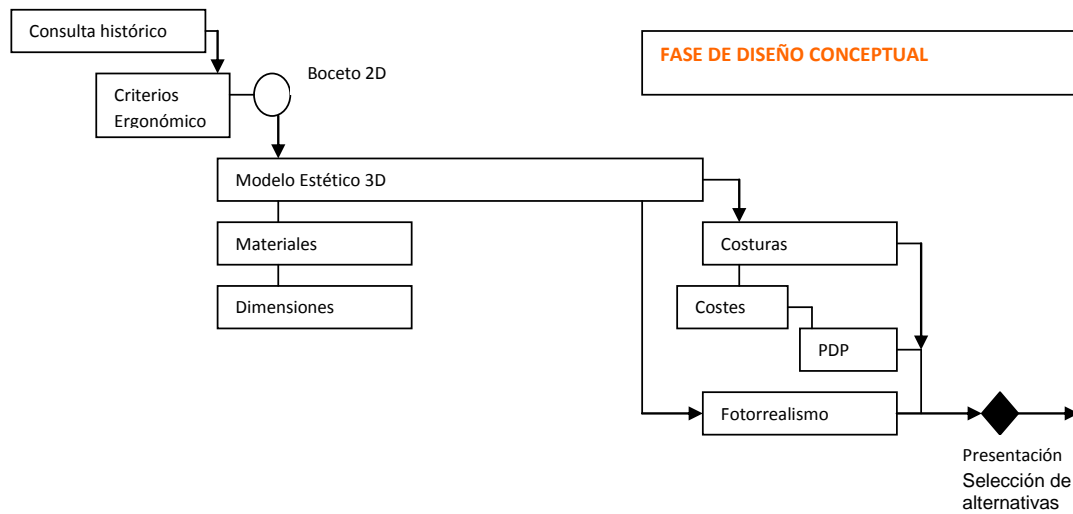 Consulta histórico
FASE DE DISEÑO CONCEPTUAL
Boceto 2D
Criterios
Ergonómico
Modelo Estético 3D
Materiales
Costuras
Dimensiones
Costes
PDP
Fotorrealismo
Presentación
Selección de
alternativas